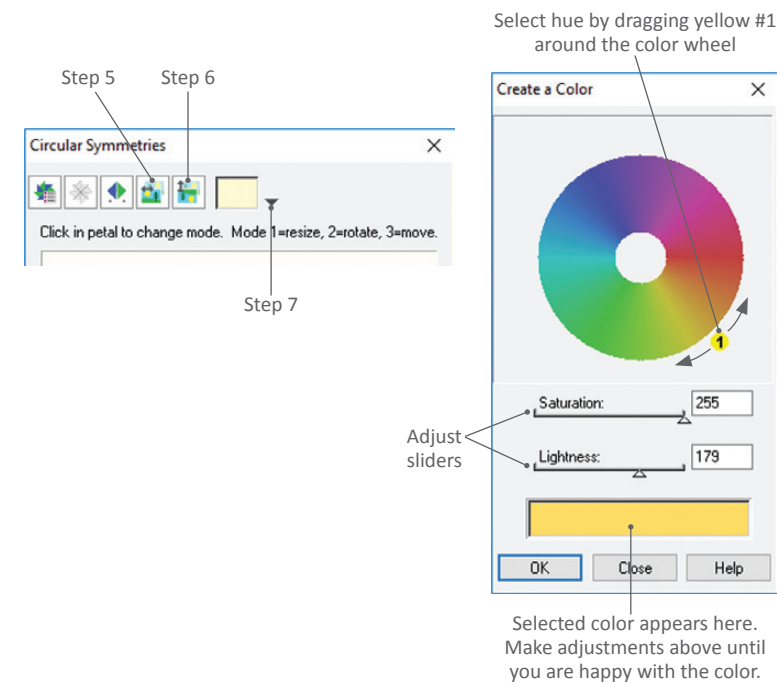 Select hue by dragging yellow #1
around the color wheel
Step 5
Step 6
Circular Symmetries
Click in petal to change mode. Mode 1=resize, 2=rotate, 3=move.
Step 7
Create a Color
1
Saturation:
255
Adjust
sliders
Lightness:
179
OK
Close
Help
Selected color appears here.
Make adjustments above until
you are happy with the color.